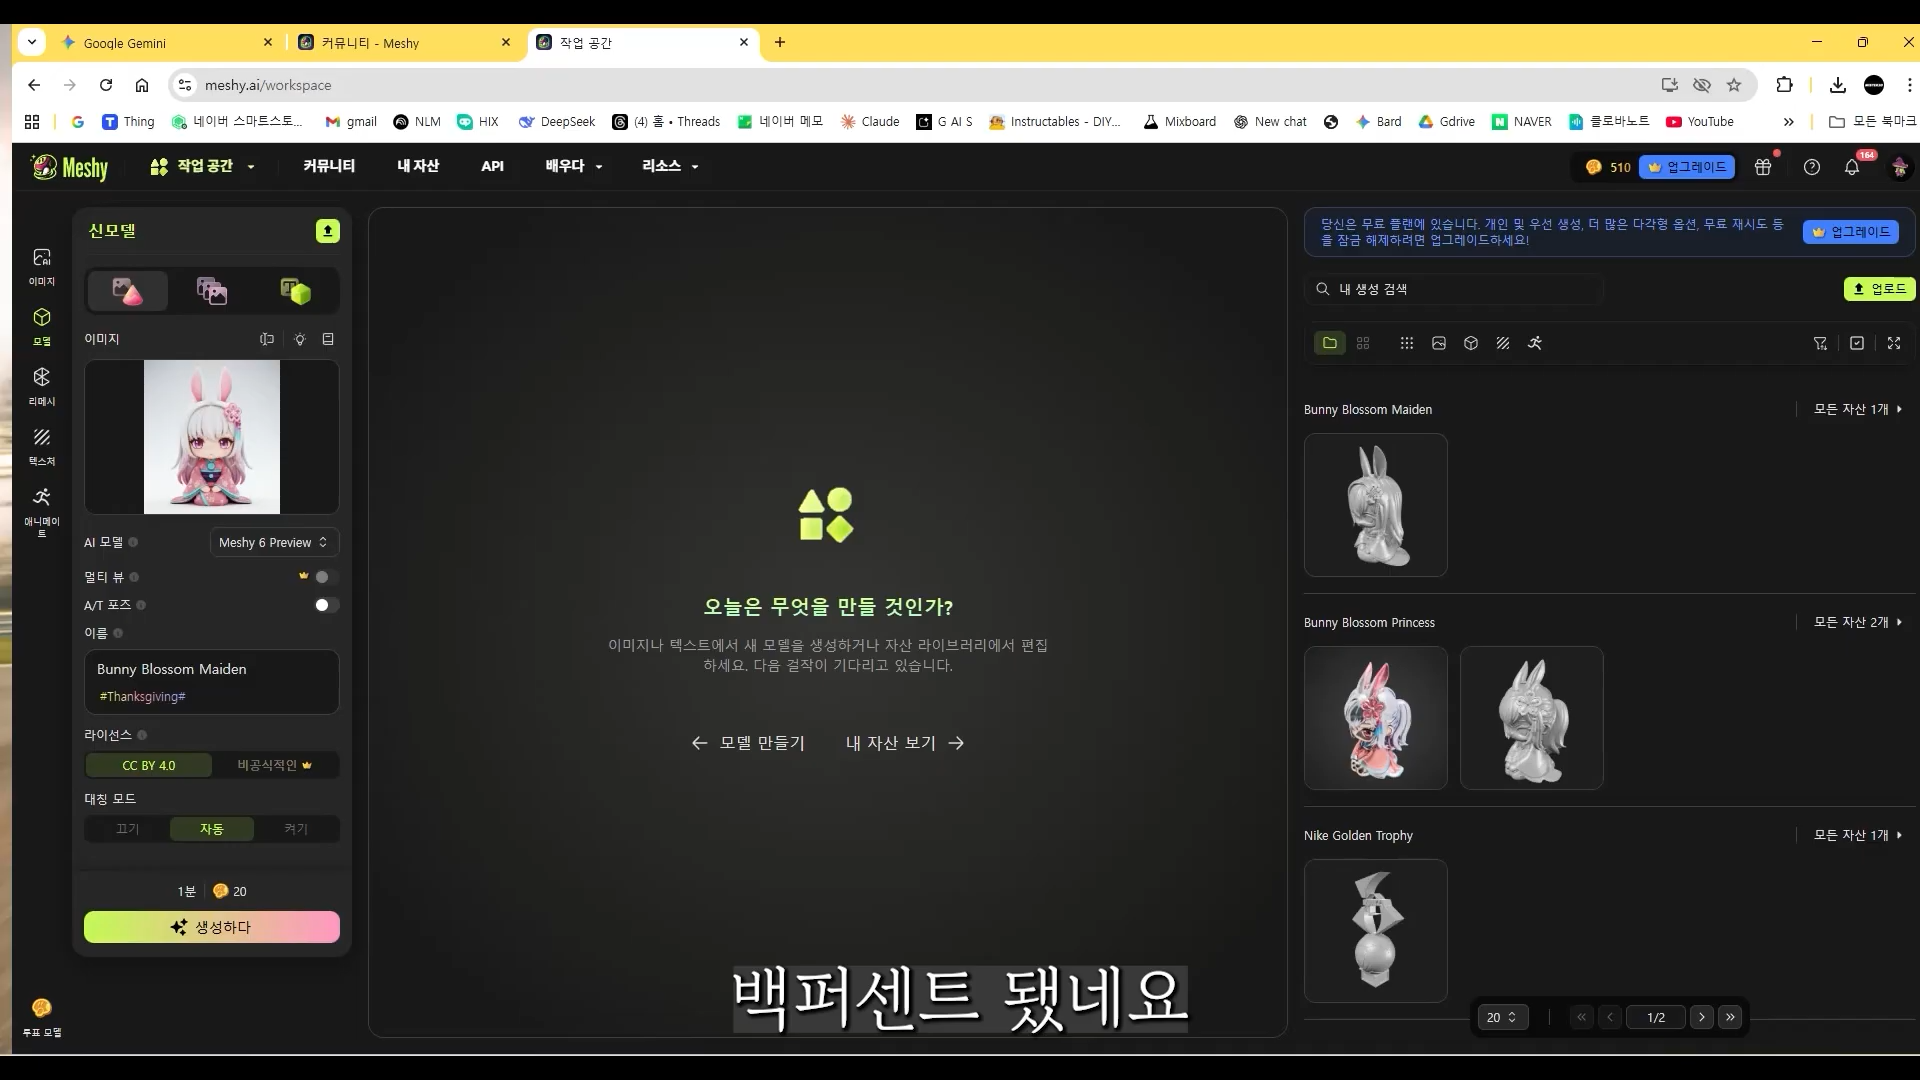 Google Gemini
커뮤니티 - Meshy
작업 공간
meshy.ai/workspace
Thing
네이버 스마트스토...
gmail
NLM
HIX
DeepSeek
(4) 홈 • Threads
네이버 메모
Claude
G AI S
Instructables - DIY...
Mixboard
New chat
Bard
Gdrive
NAVER
클로바노트
YouTube
모든 북마크
Meshy
작업 공간
커뮤니티
내 자산
API
배우다
리소스
510
업그레이드
164
이미지
모델
리메시
텍스처
애니메이
트
투표 모델
신모델
이미지
AI 모델
Meshy 6 Preview
멀티 뷰
A/T 포즈
이름
Bunny Blossom Maiden
#Thanksgiving#
라이선스
CC BY 4.0
비공식적인
대칭 모드
끄기
자동
켜기
1분
20
생성하다
오늘은 무엇을 만들 것인가?
이미지나 텍스트에서 새 모델을 생성하거나 자산 라이브러리에서 편집
하세요. 다음 걸작이 기다리고 있습니다.
모델 만들기
내 자산 보기
당신은 무료 플랜에 있습니다. 개인 및 우선 생성, 더 많은 다각형 옵션, 무료 재시도 등
을 잠금 해제하려면 업그레이드하세요!
업그레이드
내 생성 검색
업로드
Bunny Blossom Maiden
모든 자산 1개
Bunny Blossom Princess
모든 자산 2개
Nike Golden Trophy
모든 자산 1개
20
1/2
백퍼센트 됐네요